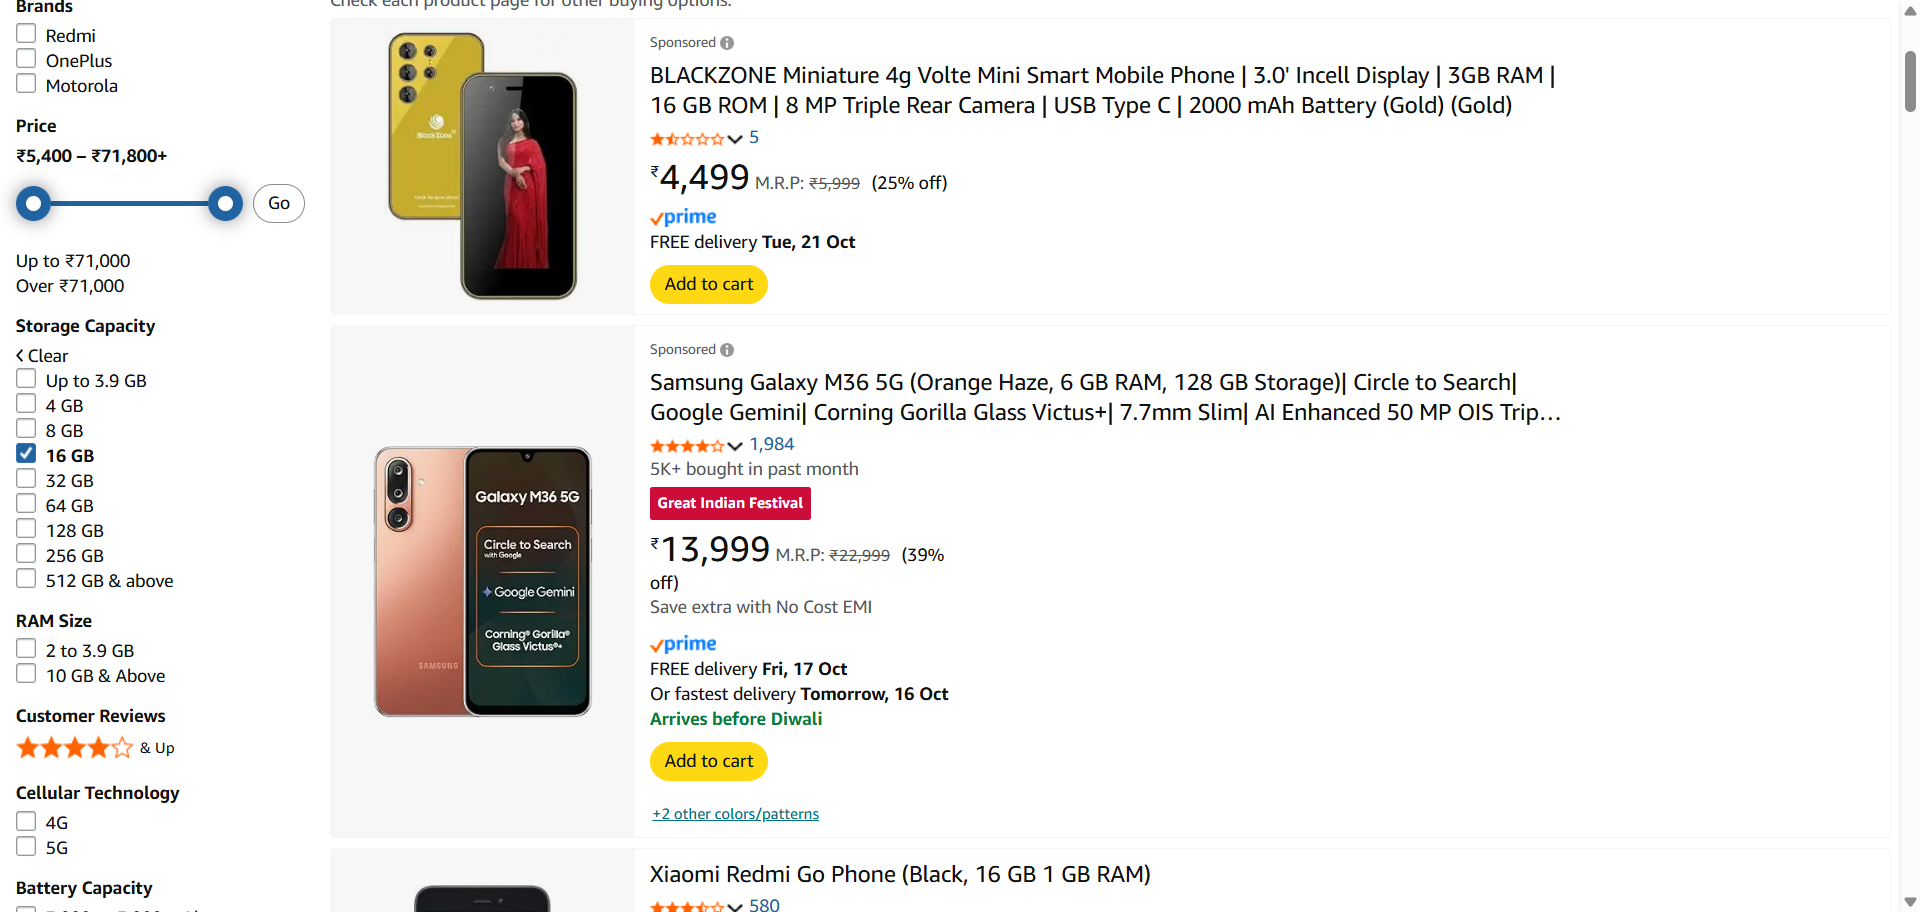 Brands
Redmi
OnePlus
Motorola
Price
₹5,400 – ₹71,800+
Go
Up to ₹71,000
Over ₹71,000
Storage Capacity
Clear
Up to 3.9 GB
4 GB
8 GB
16 GB
32 GB
64 GB
128 GB
256 GB
512 GB & above
RAM Size
2 to 3.9 GB
10 GB & Above
Customer Reviews
& Up
Cellular Technology
4G
5G
Battery Capacity
Check each product page for other buying options.
Sponsored
BLACKZONE Miniature 4g Volte Mini Smart Mobile Phone | 3.0' Incell Display | 3GB RAM |
16 GB ROM | 8 MP Triple Rear Camera | USB Type C | 2000 mAh Battery (Gold) (Gold)
5
₹4,499 M.R.P: ₹5,999 (25% off)
prime
FREE delivery Tue, 21 Oct
Add to cart
BlackZone
Sponsored
Samsung Galaxy M36 5G (Orange Haze, 6 GB RAM, 128 GB Storage)| Circle to Search|
Google Gemini| Corning Gorilla Glass Victus+| 7.7mm Slim| AI Enhanced 50 MP OIS Trip…
1,984
5K+ bought in past month
Great Indian Festival
₹13,999 M.R.P: ₹22,999 (39%
off)
Save extra with No Cost EMI
prime
FREE delivery Fri, 17 Oct
Or fastest delivery Tomorrow, 16 Oct
Arrives before Diwali
Add to cart
+2 other colors/patterns
Galaxy M36 5G
Circle to Search
with Google
Google Gemini
Corning® Gorilla®
Glass Victus®+
SAMSUNG
Xiaomi Redmi Go Phone (Black, 16 GB 1 GB RAM)
580